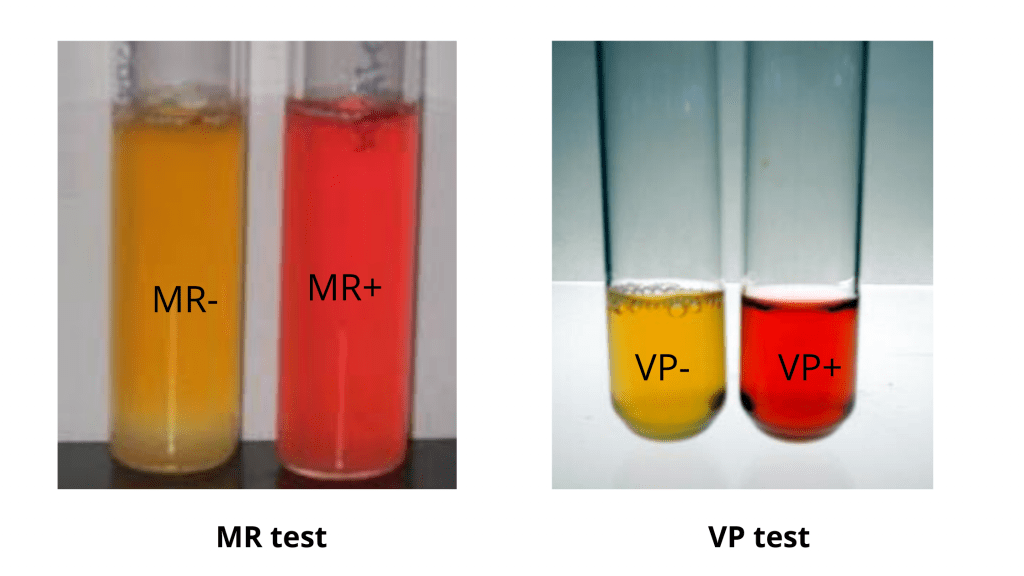 MR-
MR+
VP-
VP+
MR test
VP test